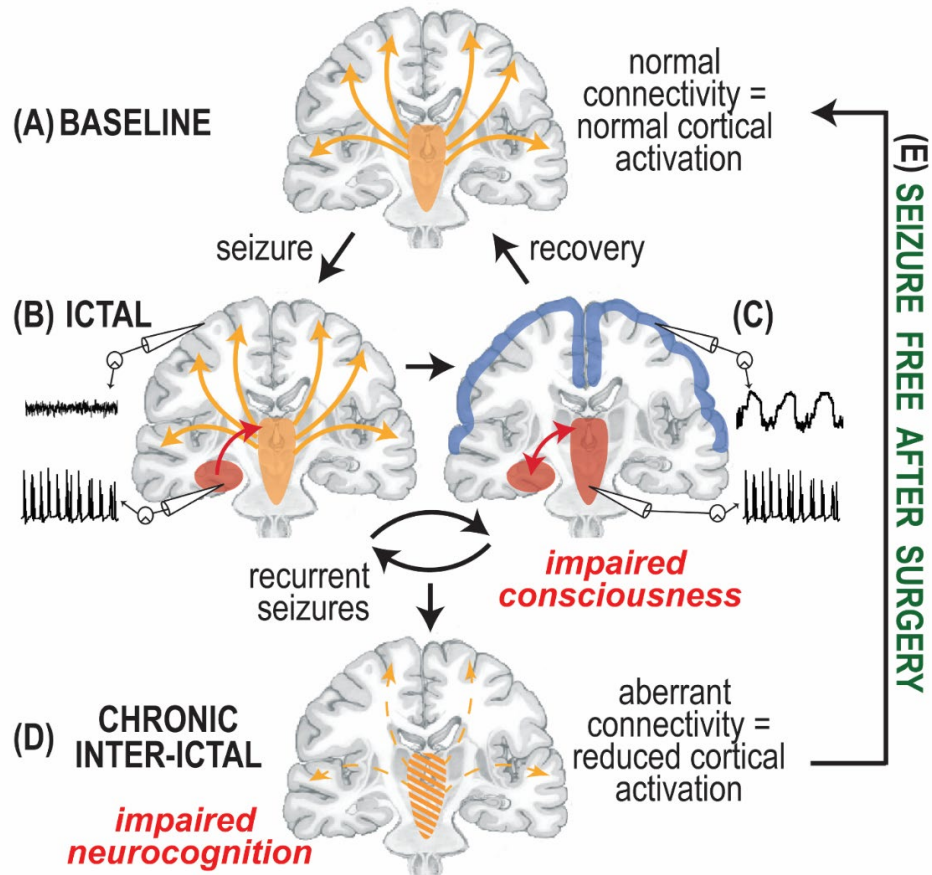 (A) BASELINE
normal
connectivity =
normal cortical
activation
seizure
recovery
(B) ICTAL
(C)
recurrent
seizures
impaired
consciousness
(D)
CHRONIC
INTER-ICTAL
impaired
neurocognition
aberrant
connectivity =
reduced cortical
activation
(E) SEIZURE FREE AFTER SURGERY